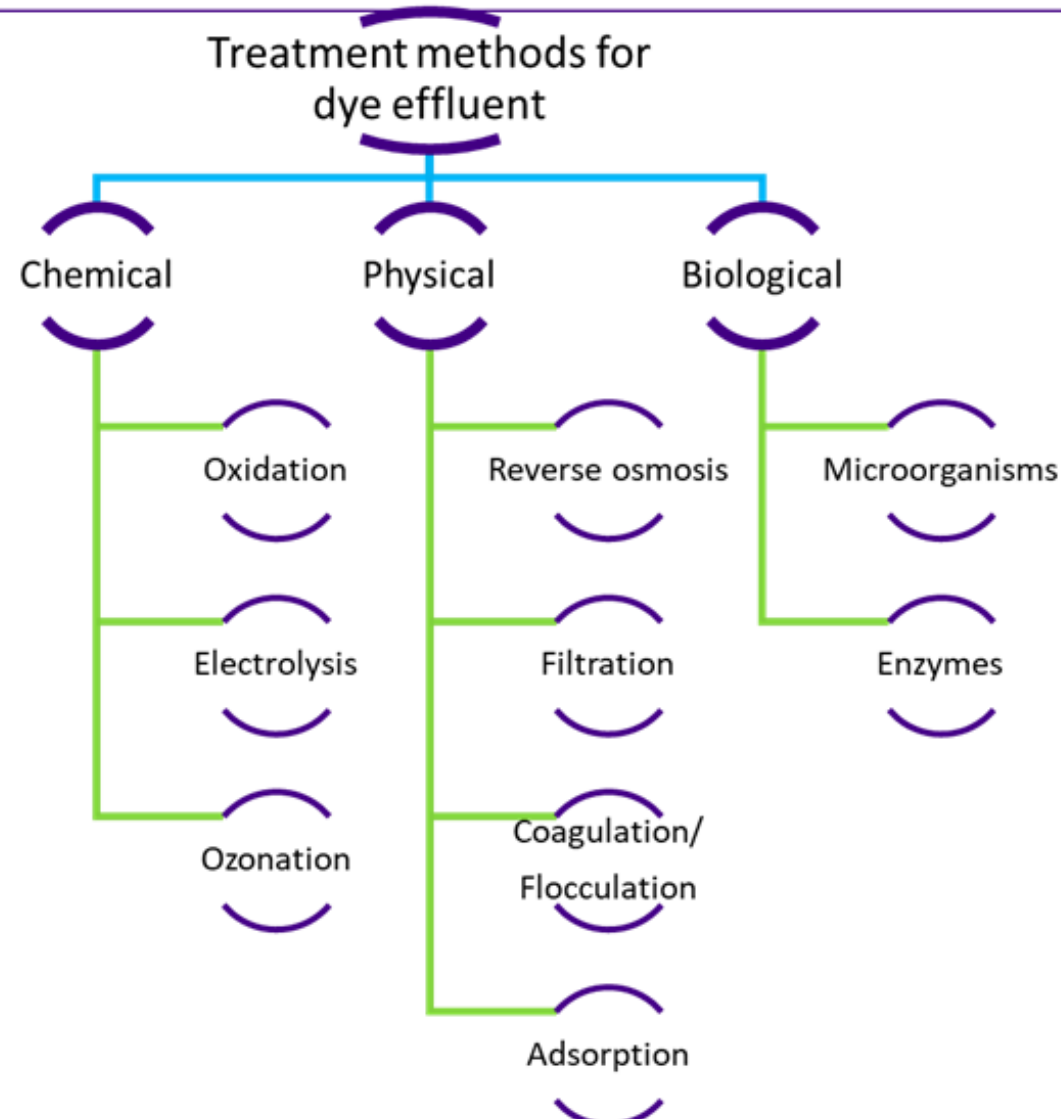 Treatment methods for
dye effluent
Chemical
Physical
Biological
Oxidation
Reverse osmosis
Microorganisms
Electrolysis
Filtration
Enzymes
Ozonation
Coagulation/
Flocculation
Adsorption